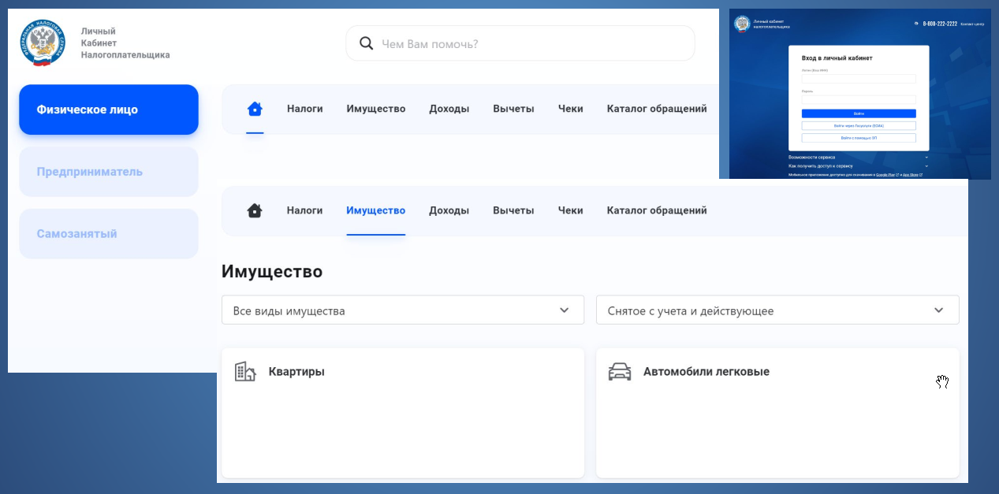 ФЕДЕРАЛЬНАЯ НАЛОГОВАЯ СЛУЖБА
Личный
Кабинет
Налогоплательщика
Чем Вам помочь?
Физическое лицо
Предприниматель
Самозанятый
Налоги Имущество Доходы Вычеты Чеки Каталог обращений
Личный кабинет
налогоплательщика
8-800-222-2222 Контакт-центр
Вход в личный кабинет
Логин (Ваш ИНН)
Пароль
Войти
Войти через Госуслуги (ЕСИА)
Войти с помощью ЭП
Возможности сервиса
Как получить доступ к сервису
Мобильное приложение доступно для скачивания в Google Play и App Store
Налоги Имущество Доходы Вычеты Чеки Каталог обращений
Имущество
Все виды имущества
Снятое с учета и действующее
Квартиры
Автомобили легковые